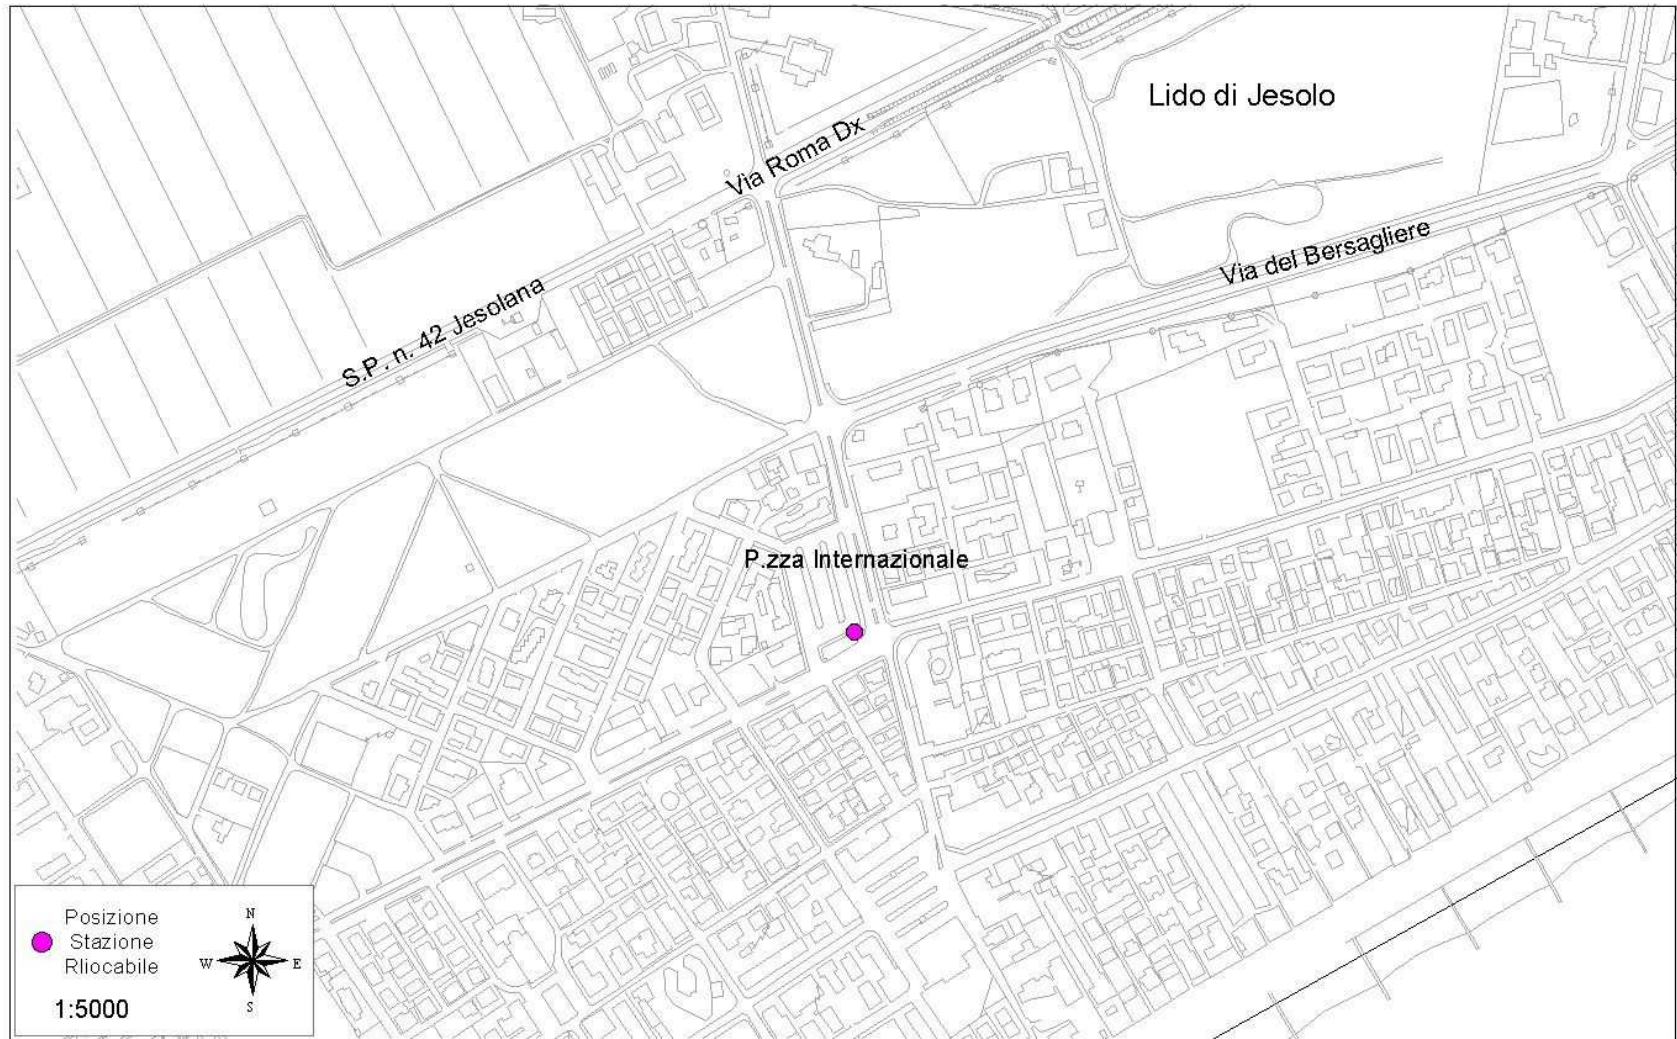 Lido di Jesolo
Via Roma Dx
Via del Bersagliere
S.P. n. 42 Jesolana
P.zza Internazionale
Posizione
Stazione
Rliocabile
1:5000
N
W
E
S